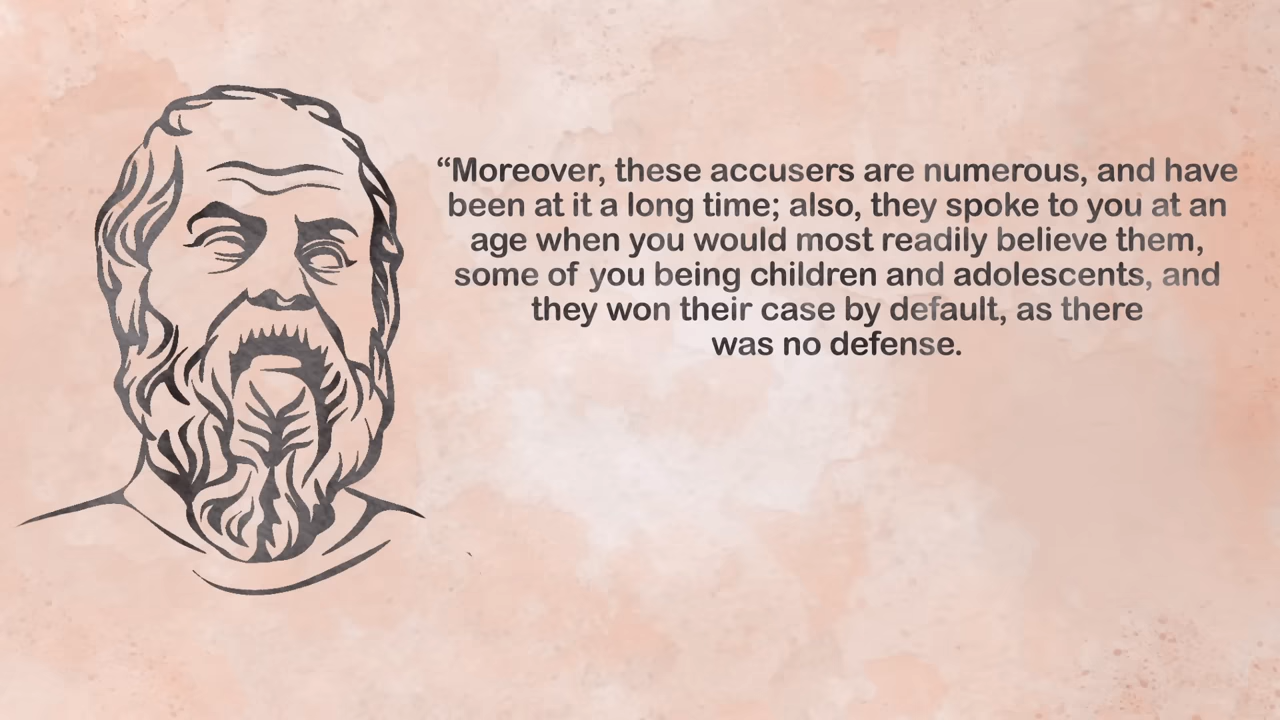 “Moreover, these accusers are numerous, and have
been at it a long time; also, they spoke to you at an
age when you would most readily believe them,
some of you being children and adolescents, and
they won their case by default, as there
was no defense.